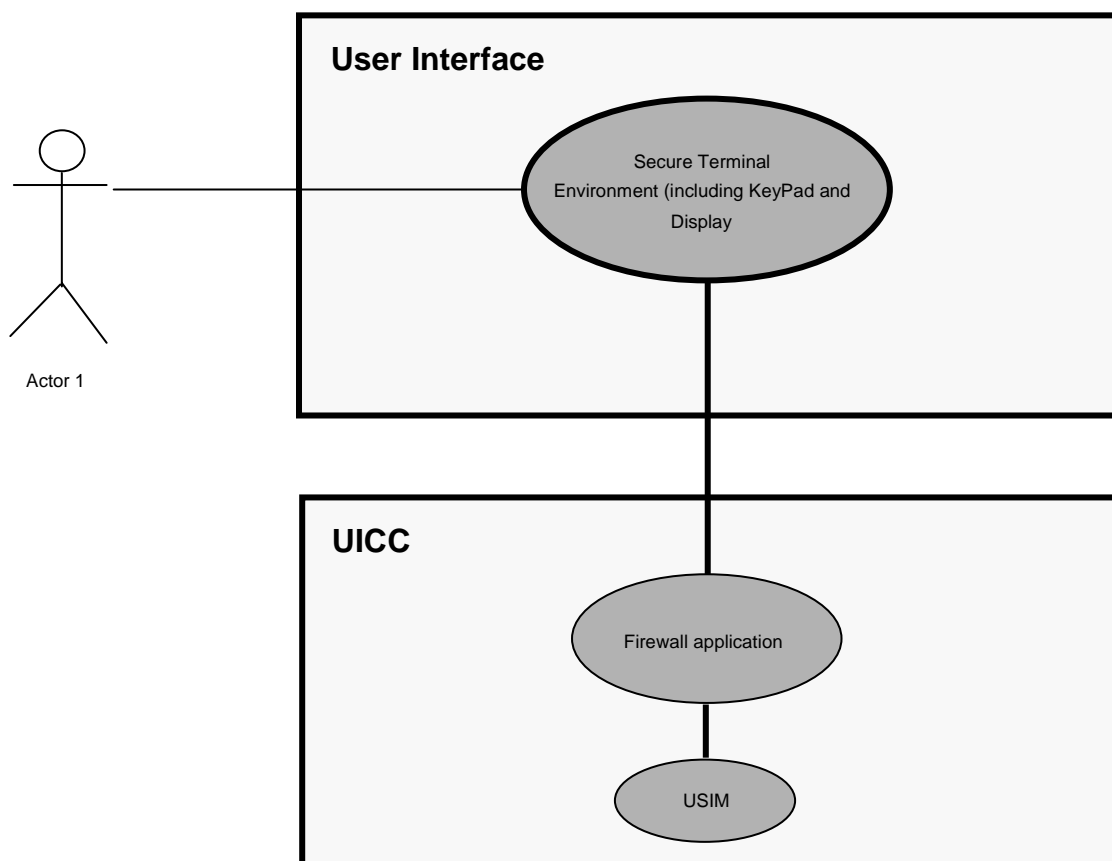 User Interface
Secure Terminal
Environment (including KeyPad and
Display
Actor 1
UICC
Firewall application
USIM